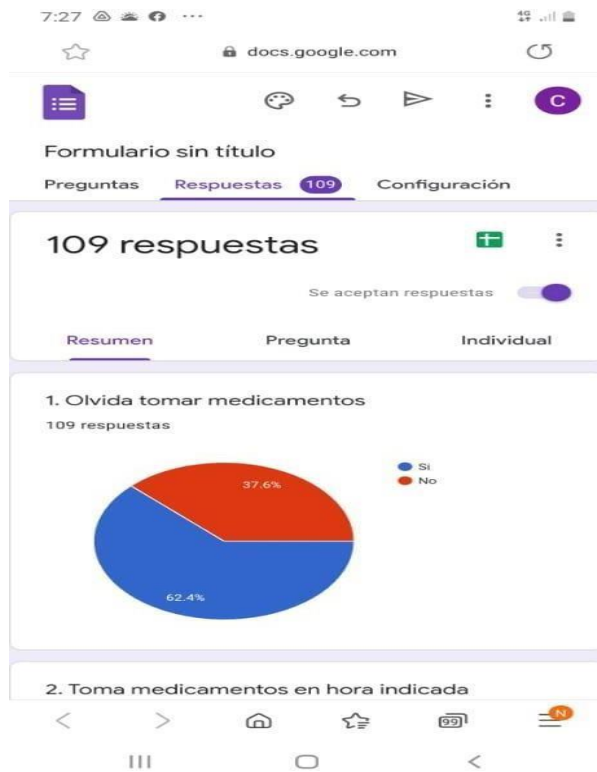 7:27
4G
docs.google.com
C
Formulario sin título
Preguntas Respuestas 109 Configuración
109 respuestas
Se aceptan respuestas
Resumen Pregunta Individual
1. Olvida tomar medicamentos
109 respuestas
Si
No
37.6%
62.4%
2. Toma medicamentos en hora indicada
99
N